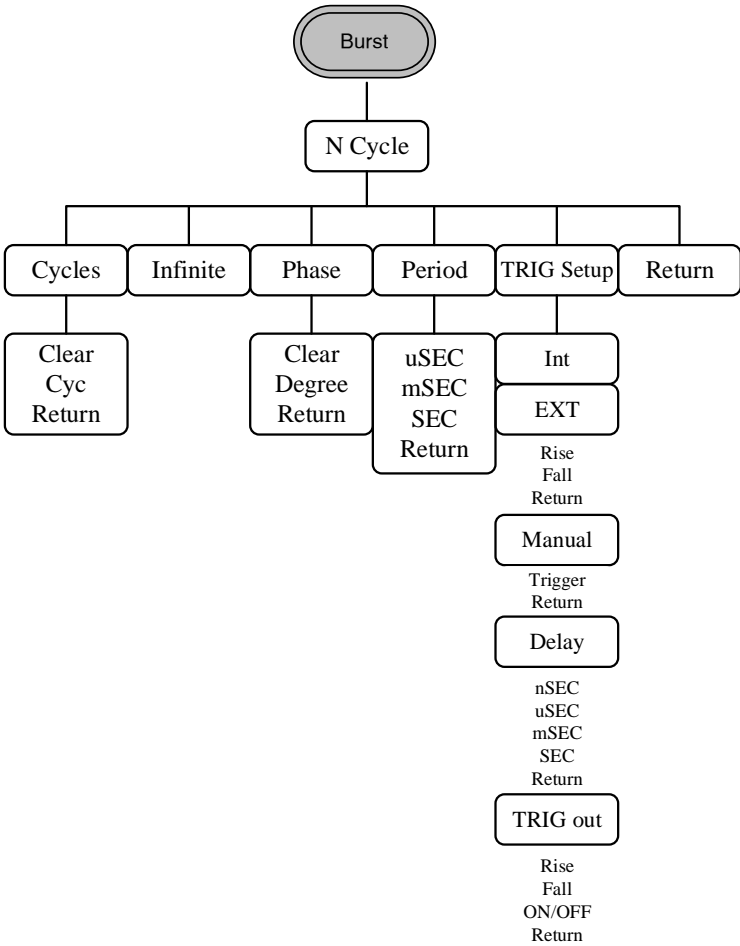 Burst
N Cycle
Cycles
Infinite
Phase
Period
TRIG Setup
Return
Clear
Cyc
Return
Clear
Degree
Return
uSEC
mSEC
SEC
Return
Int
EXT
Rise
Fall
Return
Manual
Trigger
Return
Delay
nSEC
uSEC
mSEC
SEC
Return
TRIG out
Rise
Fall
ON/OFF
Return